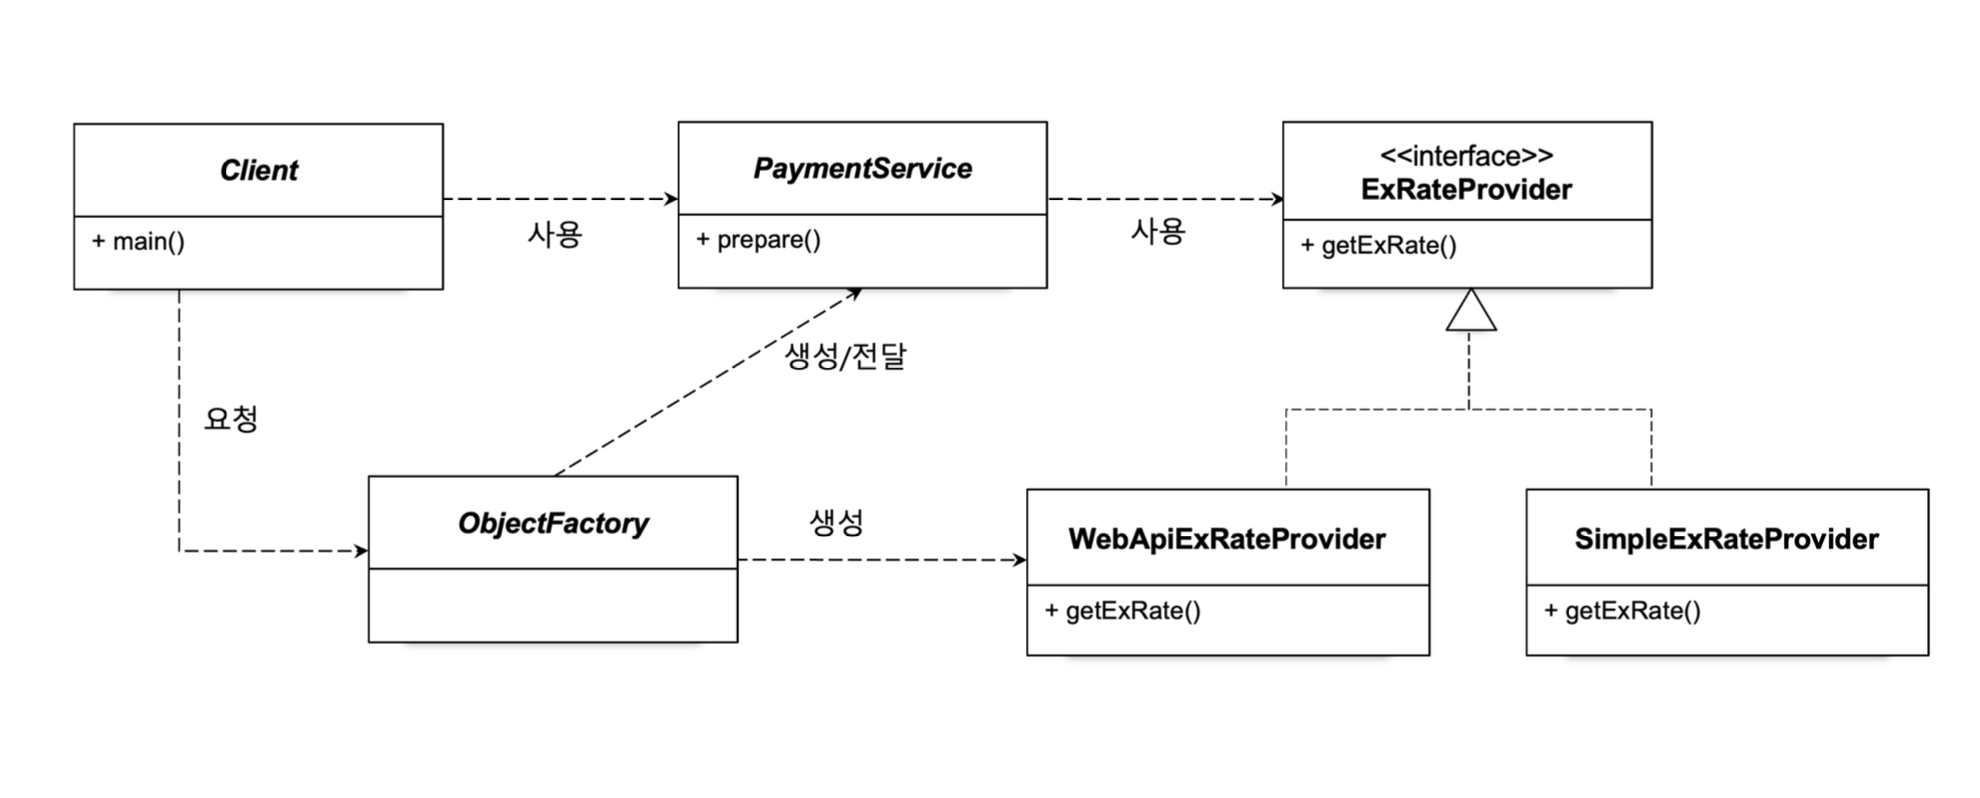 Client
+ main()
사용
PaymentService
+ prepare()
사용
<<interface>>
ExRateProvider
+ getExRate()
요청
생성/전달
ObjectFactory
생성
WebApiExRateProvider
+ getExRate()
SimpleExRateProvider
+ getExRate()